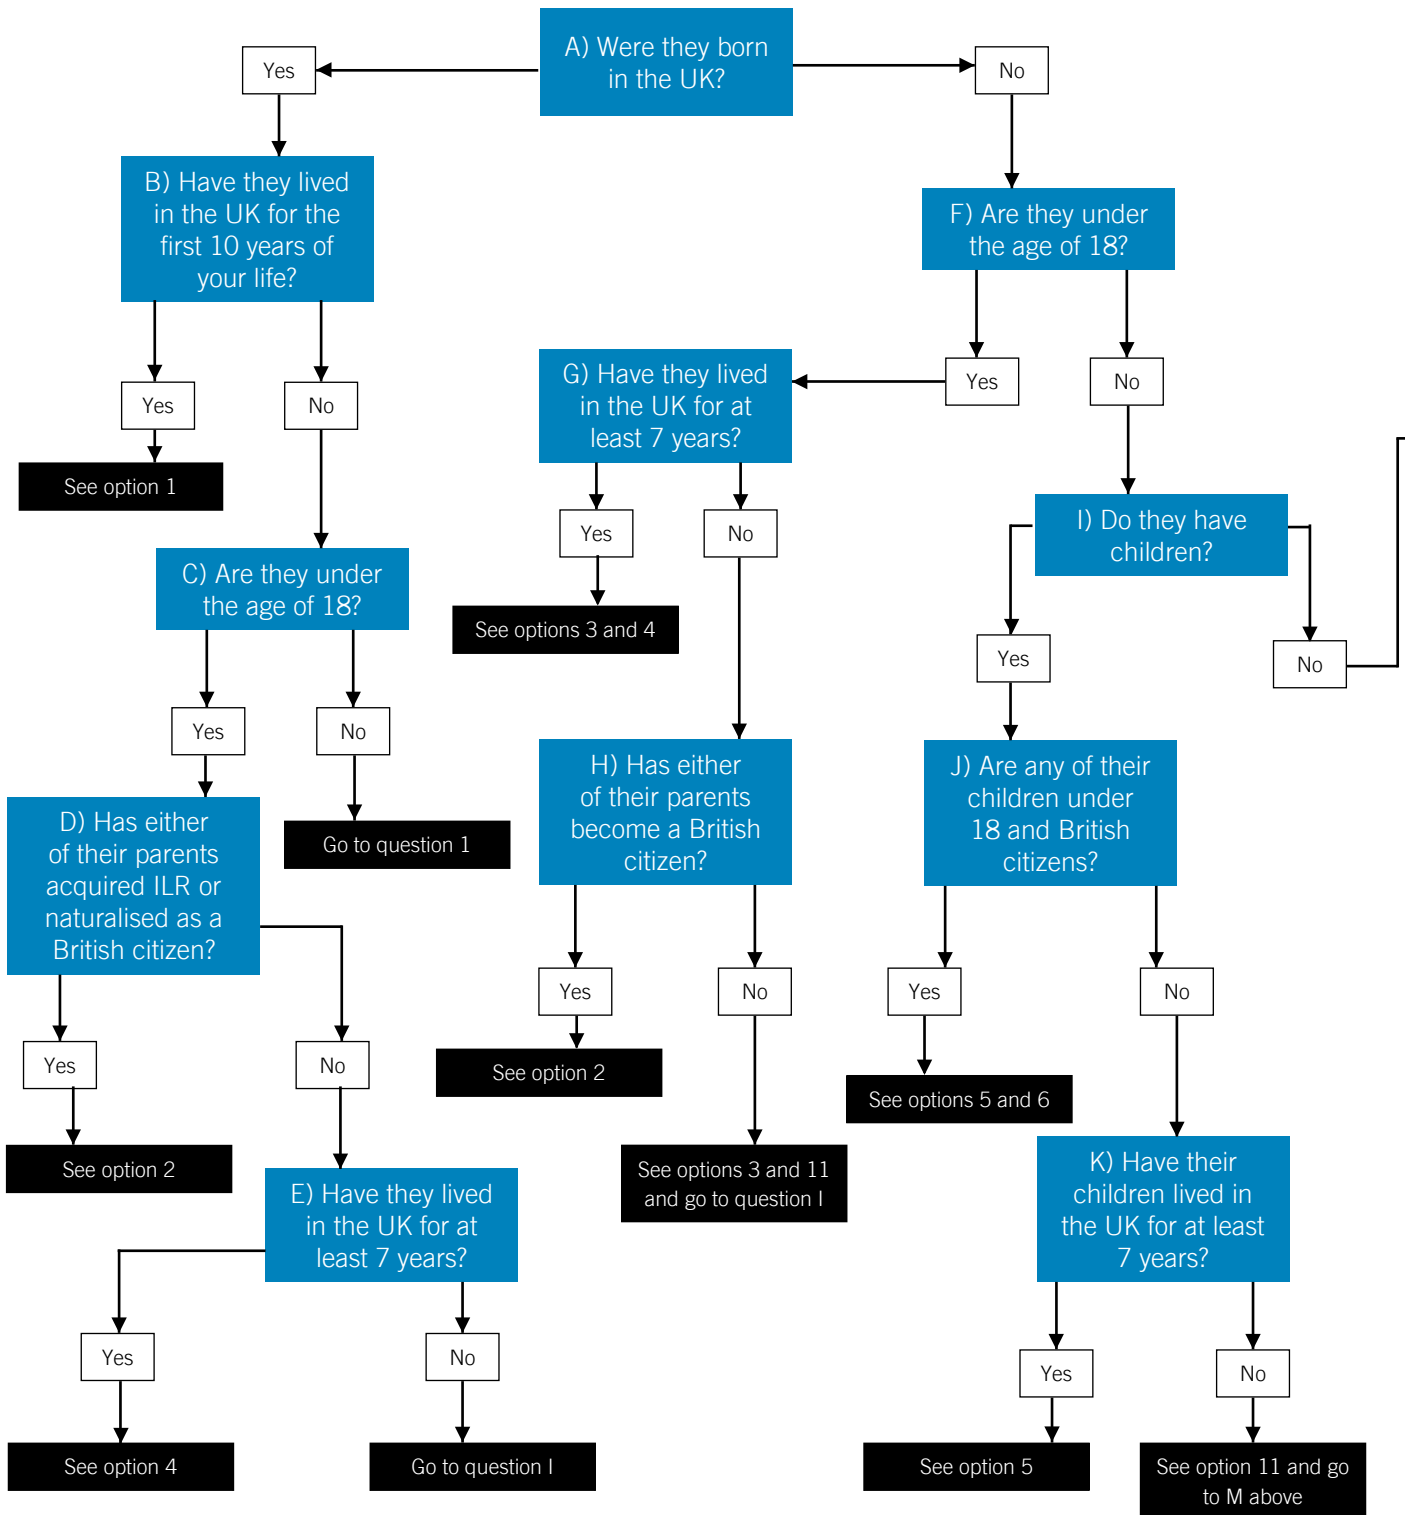 A) Were they born
in the UK?
Yes
No
B) Have they lived
in the UK for the
first 10 years of
your life?
F) Are they under
the age of 18?
Yes
No
See option 1
G) Have they lived
in the UK for at
least 7 years?
Yes
No
I) Do they have
children?
C) Are they under
the age of 18?
Yes
No
See options 3 and 4
Yes
No
Yes
No
Go to question 1
H) Has either
of their parents
become a British
citizen?
J) Are any of their
children under
18 and British
citizens?
D) Has either
of their parents
acquired ILR or
naturalised as a
British citizen?
Yes
No
Yes
No
Yes
No
See option 2
See options 5 and 6
See option 2
See options 3 and 11
and go to question I
K) Have their
children lived in
the UK for at least
7 years?
E) Have they lived
in the UK for at
least 7 years?
Yes
No
Yes
No
See option 4
Go to question I
See option 5
See option 11 and go
to M above